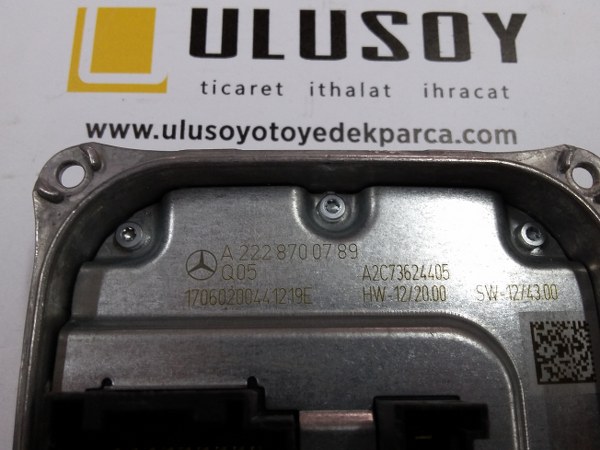 ULUSOY
ticaret ithalat ihracat
www.ulusoyotoyedekparca.com
A 222 870 07 89
Q.05 A2C73624405
17060200441219E HW-12/20.00 SW-12/43.00